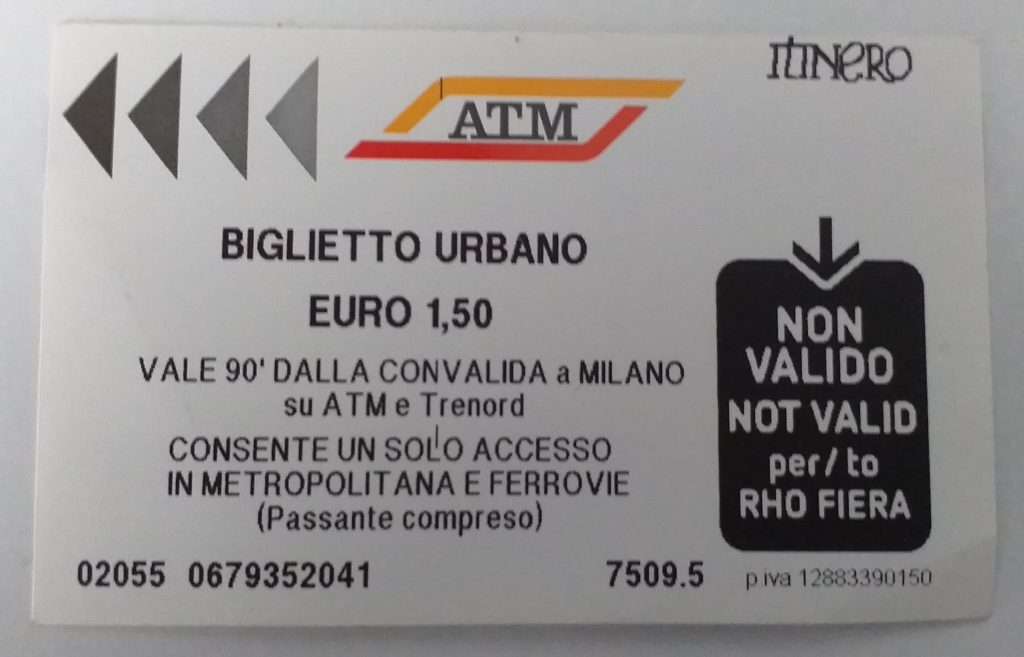 ITINERO
ATM
BIGLIETTO URBANO
EURO 1,50
VALE 90' DALLA CONVALIDA a MILANO
su ATM e Trenord
CONSENTE UN SOLO ACCESSO
IN METROPOLITANA E FERROVIE
(Passante compreso)
NON
VALIDO
NOT VALID
per/to
RHO FIERA
02055 0679352041
7509.5
p.iva 12883390150